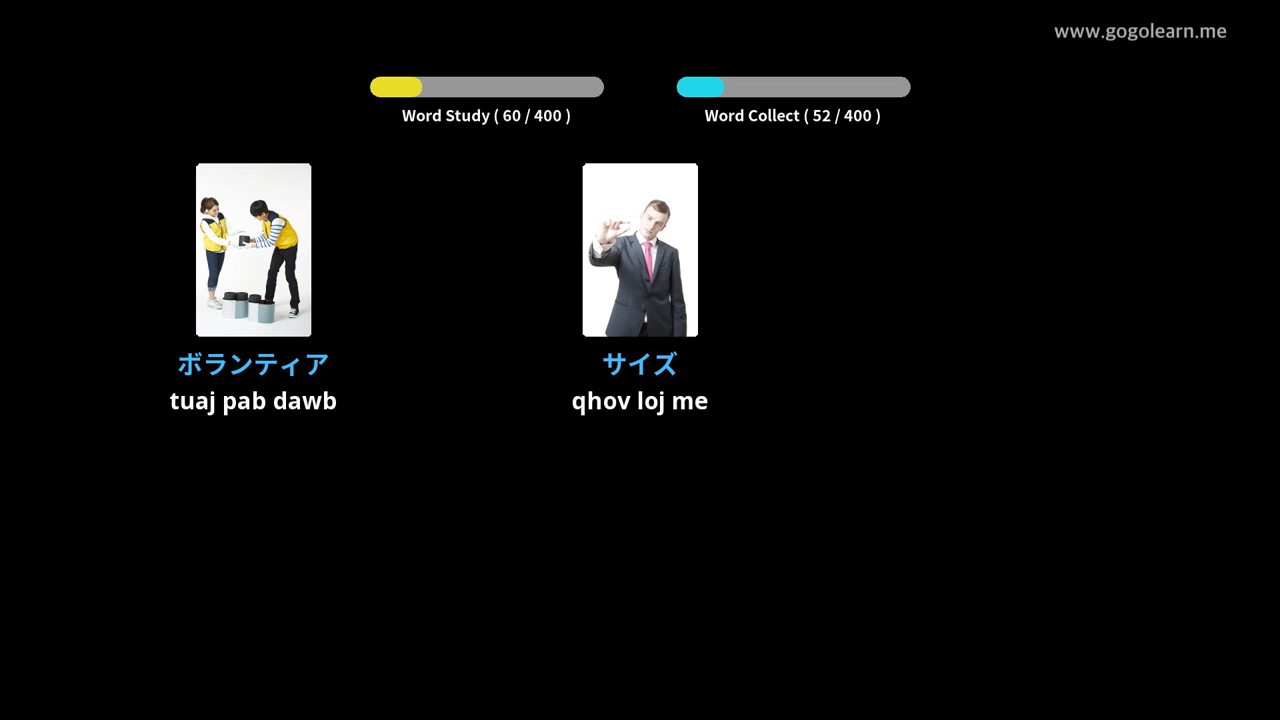 www.gogolearn.me
Word Study ( 60 / 400 )
Word Collect ( 52 / 400 )
ボランティア
tuaj pab dawb
サイズ
qhov loj me